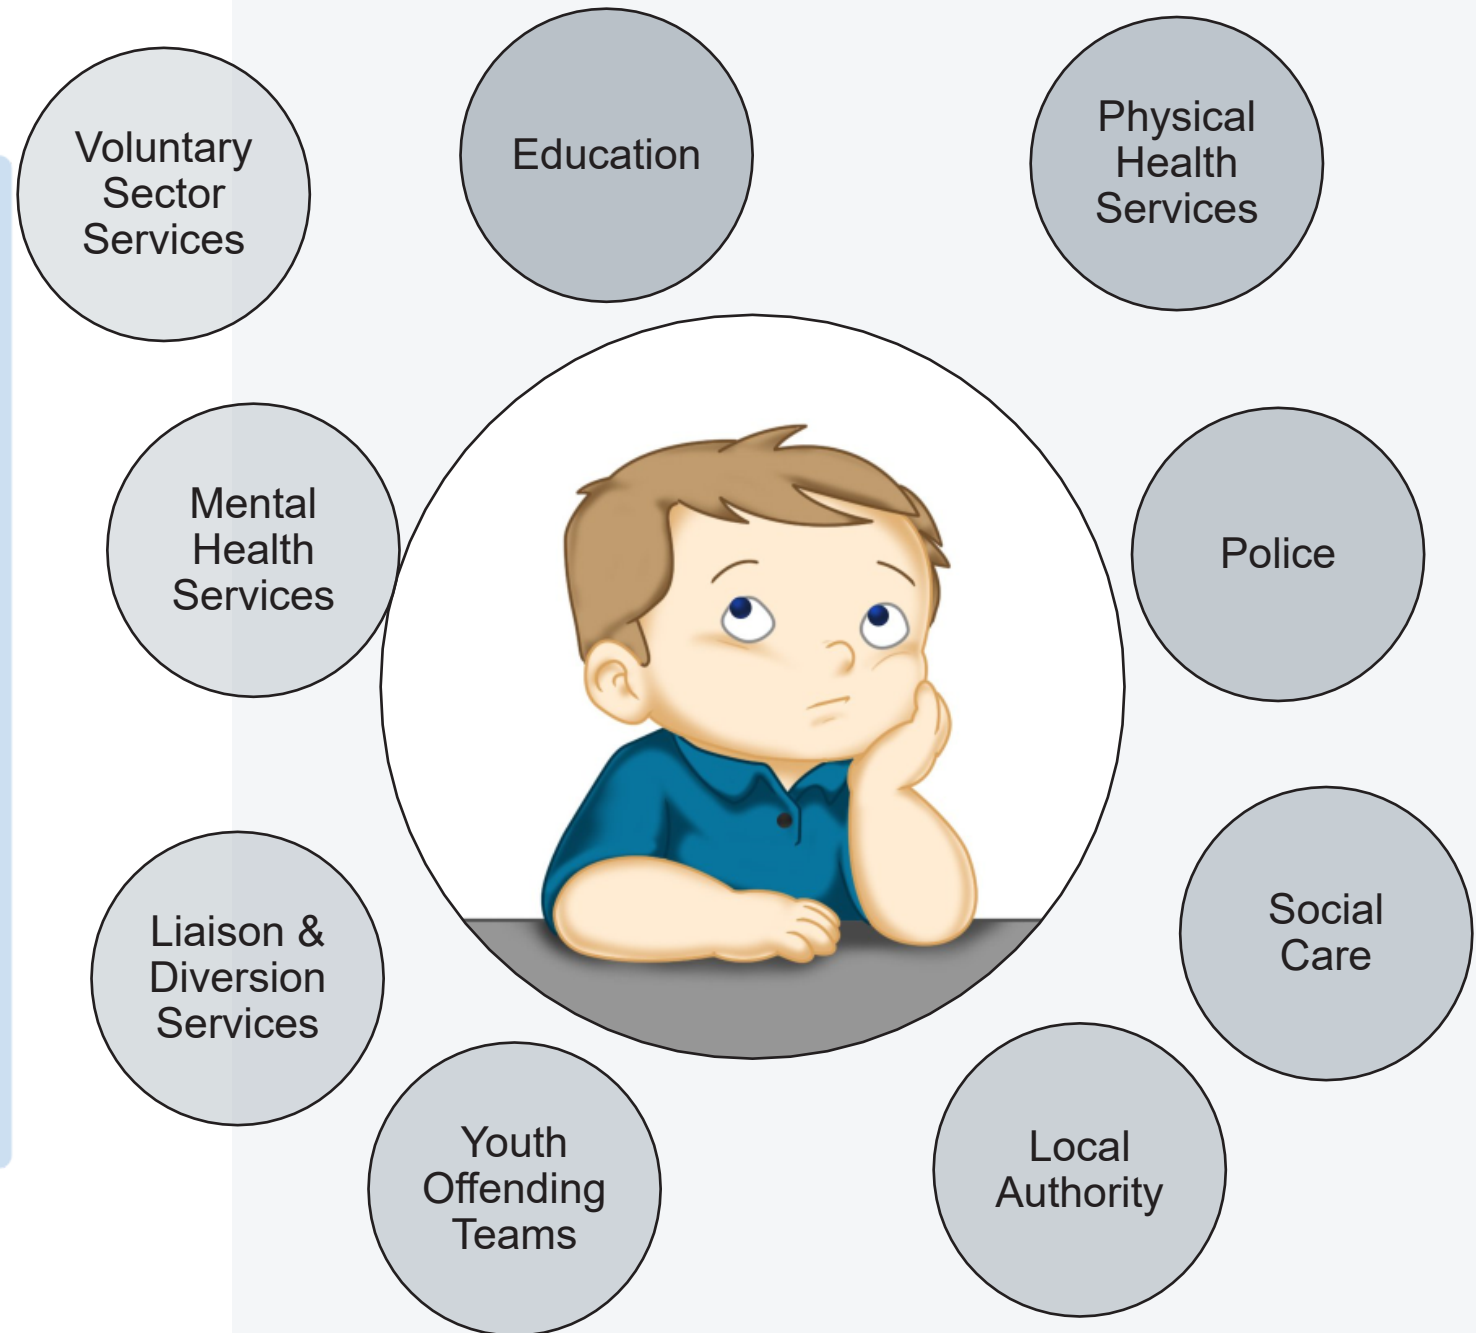 Voluntary
Sector
Services
Education
Physical
Health
Services
Mental
Health
Services
Police
Liaison &
Diversion
Services
Social
Care
Youth
Offending
Teams
Local
Authority